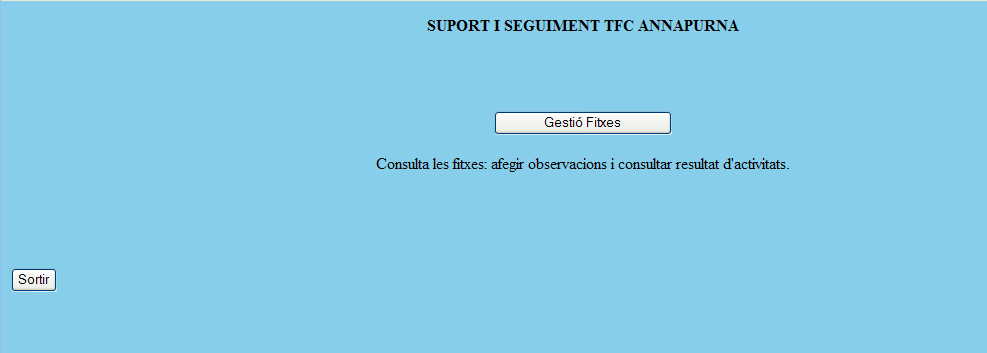 SUPORT I SEGUIMENT TFC ANNAPURNA
Gestió Fitxes
Consulta les fitxes: afegir observacions i consultar resultat d'activitats.
Sortir